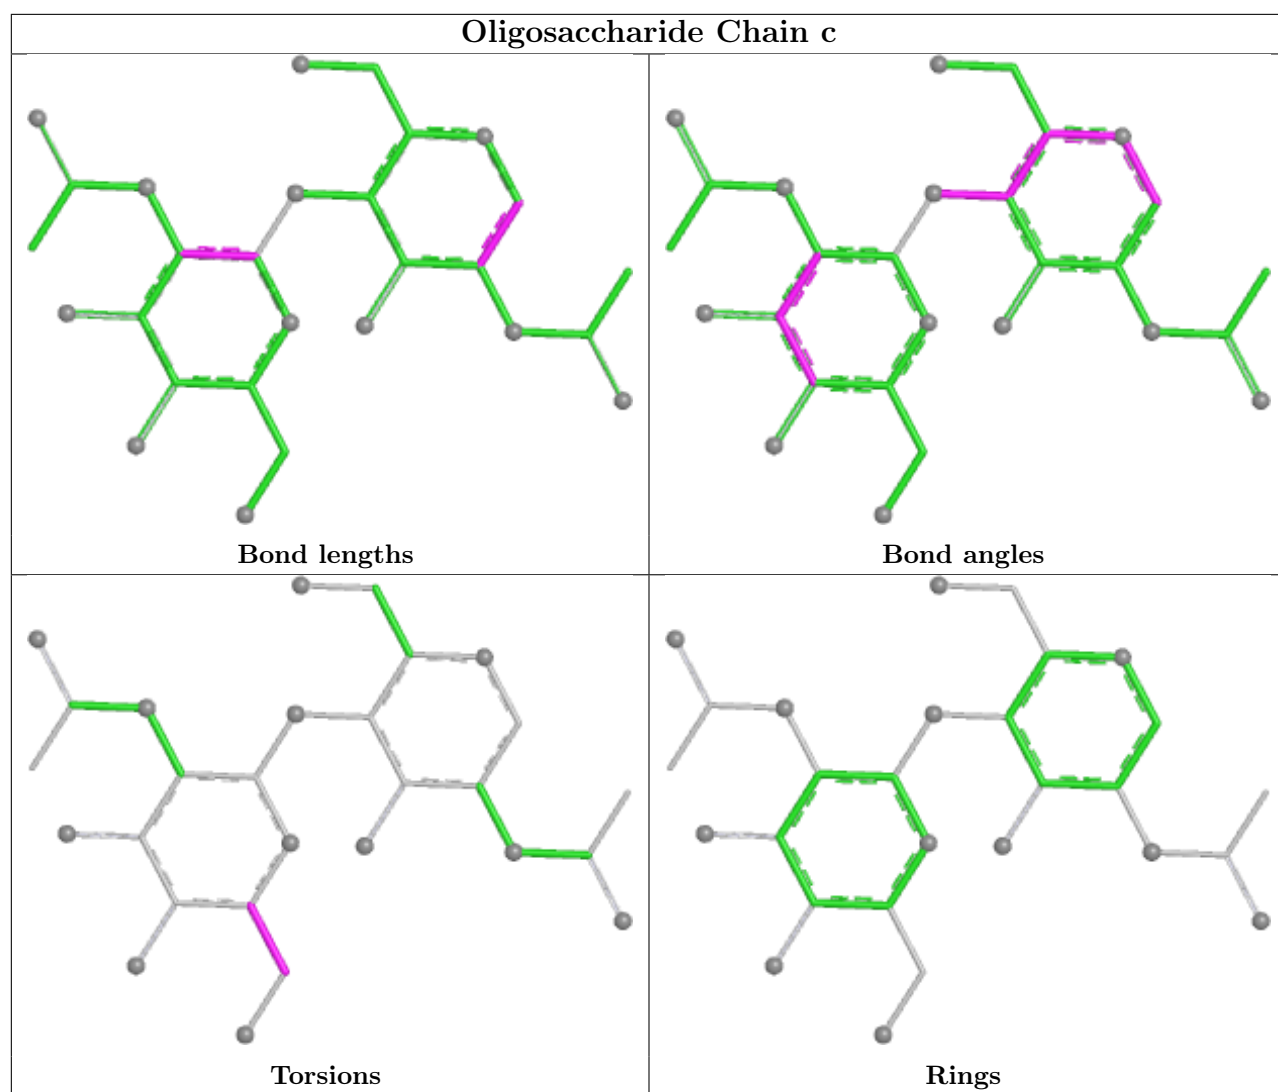 Oligosaccharide Chain c
Bond lengths
Bond angles
Torsions
Rings